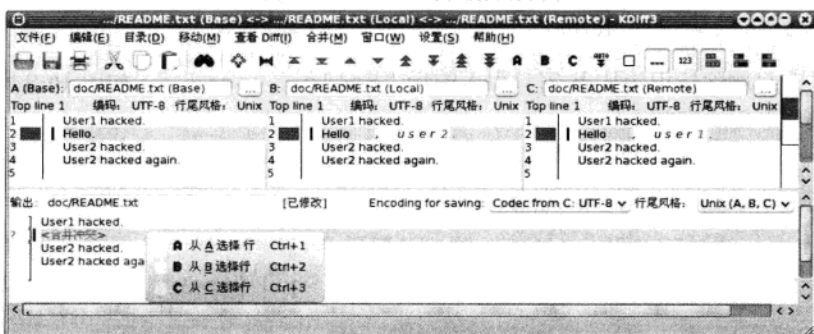 .../README.txt (Base) <-> .../README.txt (Local) <-> .../README.txt (Remote) - KDiff3
文件(F) 编辑(E) 目录(D) 移动(M) 查看 Diff(I) 合并(M) 窗口(W) 设置(S) 帮助(H)
A B C AUTO 123
A (Base): doc/README.txt (Base) ... B: doc/README.txt (Local) ... C: doc/README.txt (Remote) ...
Top line 1 编码: UTF-8 行尾风格: Unix Top line 1 编码: UTF-8 行尾风格: Unix Top line 1 编码: UTF-8 行尾风格: Unix
1 User1 hacked. 1 User1 hacked. 1 User1 hacked.
2 Hello. 2 Hello , user2. 2 Hello , user1.
3 User2 hacked. 3 User2 hacked. 3 User2 hacked.
4 User2 hacked again. 4 User2 hacked again. 4 User2 hacked again.
5 5 5
输出: doc/README.txt [已修改] Encoding for saving: Codec from C: UTF-8 行尾风格: Unix (A, B, C)
User1 hacked.
? <合并冲突>
User2 hacked.
User2 hacked aga
A 从 A 选择 行 Ctrl+1
B 从 B 选择行 Ctrl+2
C 从 C 选择行 Ctrl+3